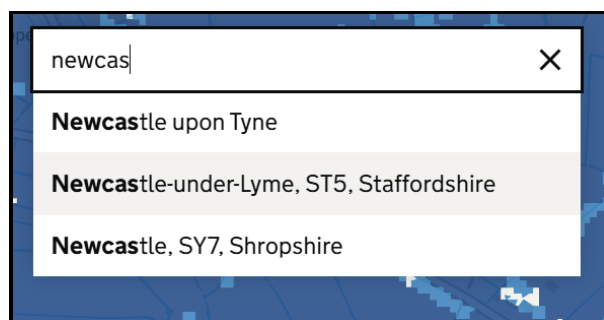 newcas
Newcastle upon Tyne
Newcastle-under-Lyme, ST5, Staffordshire
Newcastle, SY7, Shropshire